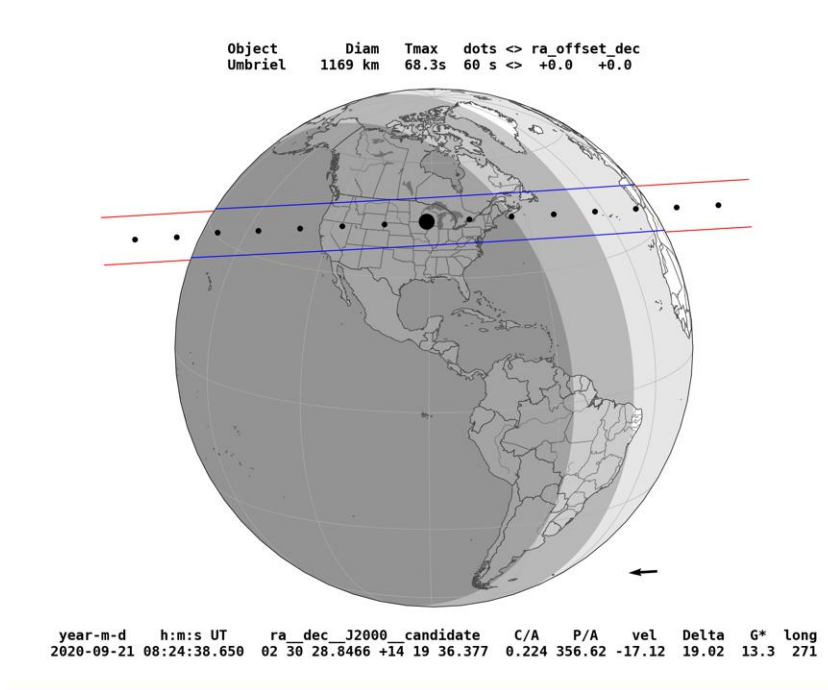 Object Diam Tmax dots <> ra_offset_dec
Umbriel 1169 km 68.3s 60 s <> +0.0 +0.0
year-m-d h:m:s UT ra__dec__J2000__candidate C/A P/A vel Delta G* long
2020-09-21 08:24:38.650 02 30 28.8466 +14 19 36.377 0.224 356.62 -17.12 19.02 13.3 271